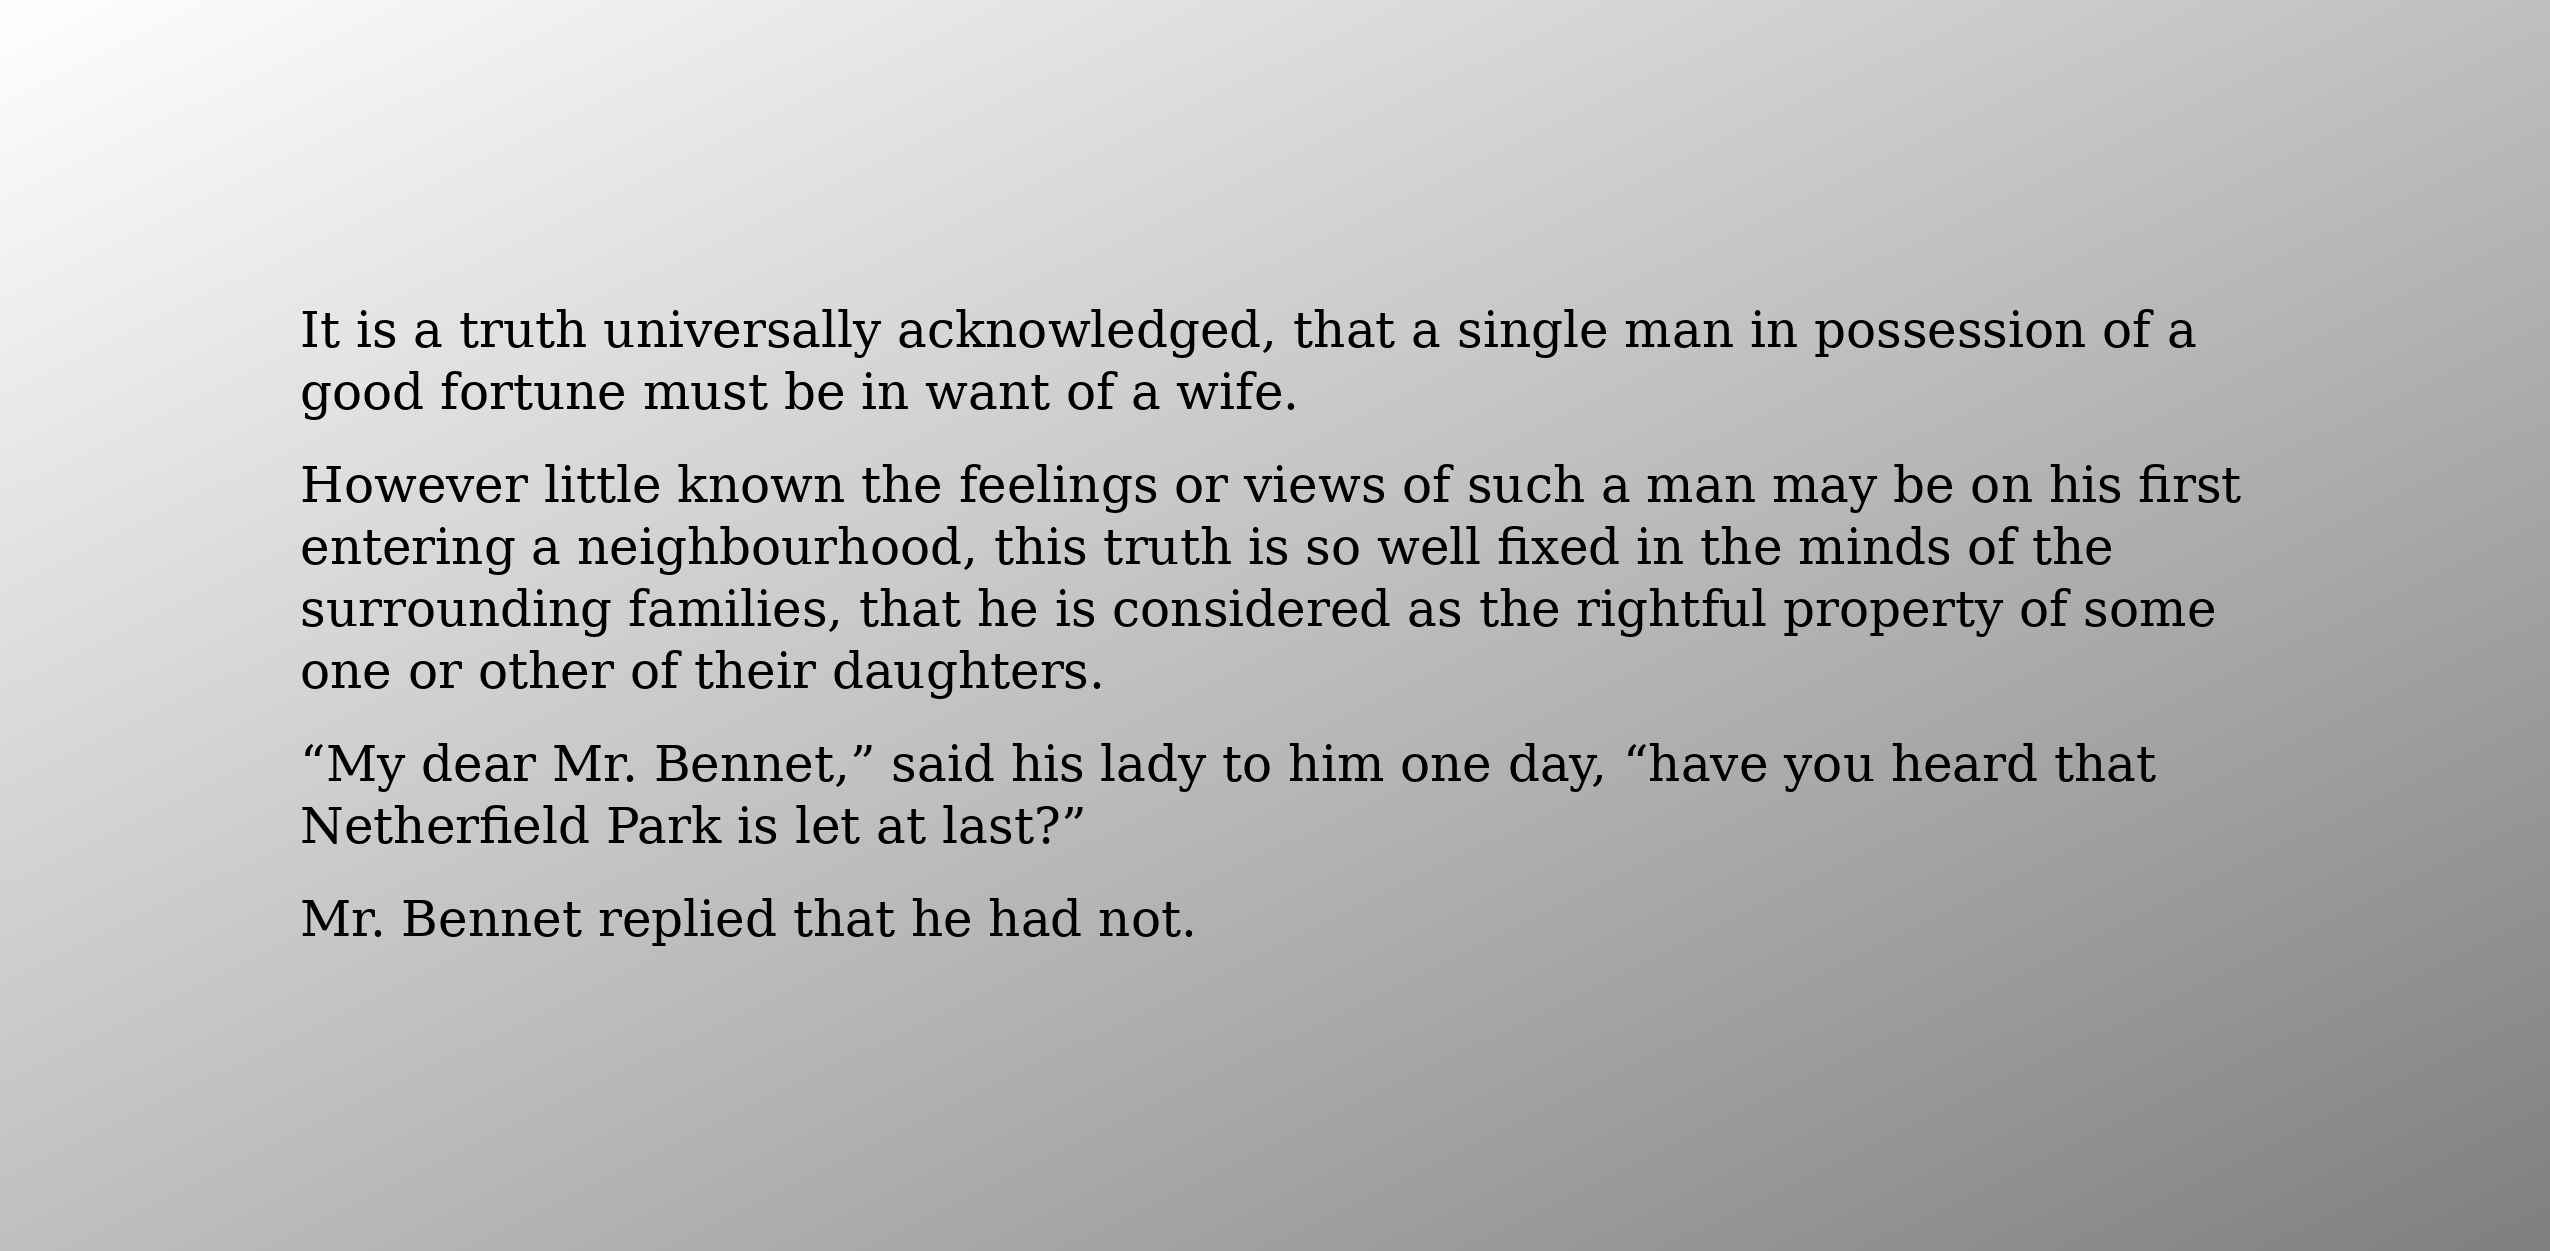 It is a truth universally acknowledged, that a single man in possession of a
good fortune must be in want of a wife.
However little known the feelings or views of such a man may be on his first
entering a neighbourhood, this truth is so well fixed in the minds of the
surrounding families, that he is considered as the rightful property of some
one or other of their daughters.
“My dear Mr. Bennet,” said his lady to him one day, “have you heard that
Netherfield Park is let at last?”
Mr. Bennet replied that he had not.